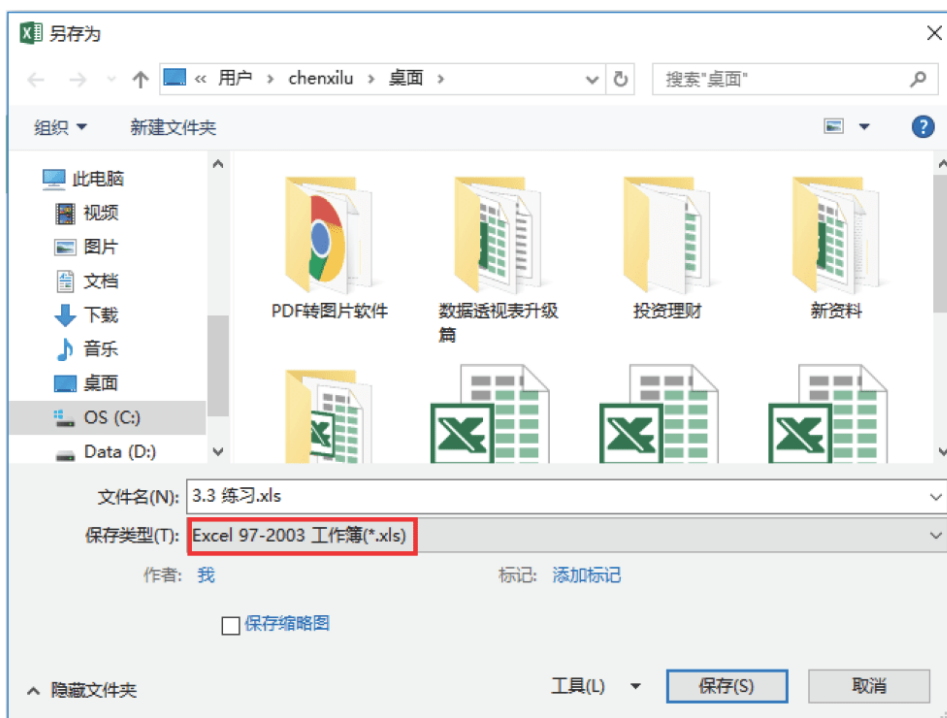 另存为
« 用户 › chenxilu › 桌面 ›
搜索"桌面"
组织
新建文件夹
此电脑
视频
图片
文档
下载
音乐
桌面
OS (C:)
Data (D:)
PDF转图片软件
数据透视表升级
篇
投资理财
新资料
文件名(N): 3.3 练习.xls
保存类型(T): Excel 97-2003 工作簿(*.xls)
作者: 我
标记: 添加标记
保存缩略图
隐藏文件夹
工具(L)
保存(S)
取消